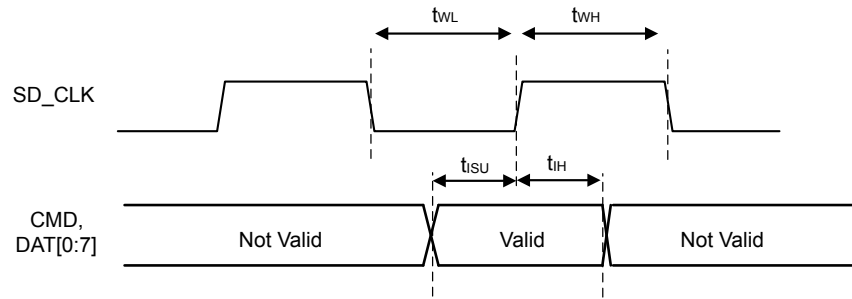 tWL
tWH
SD_CLK
tISU
tIH
CMD,
DAT[0:7]
Not Valid
Valid
Not Valid